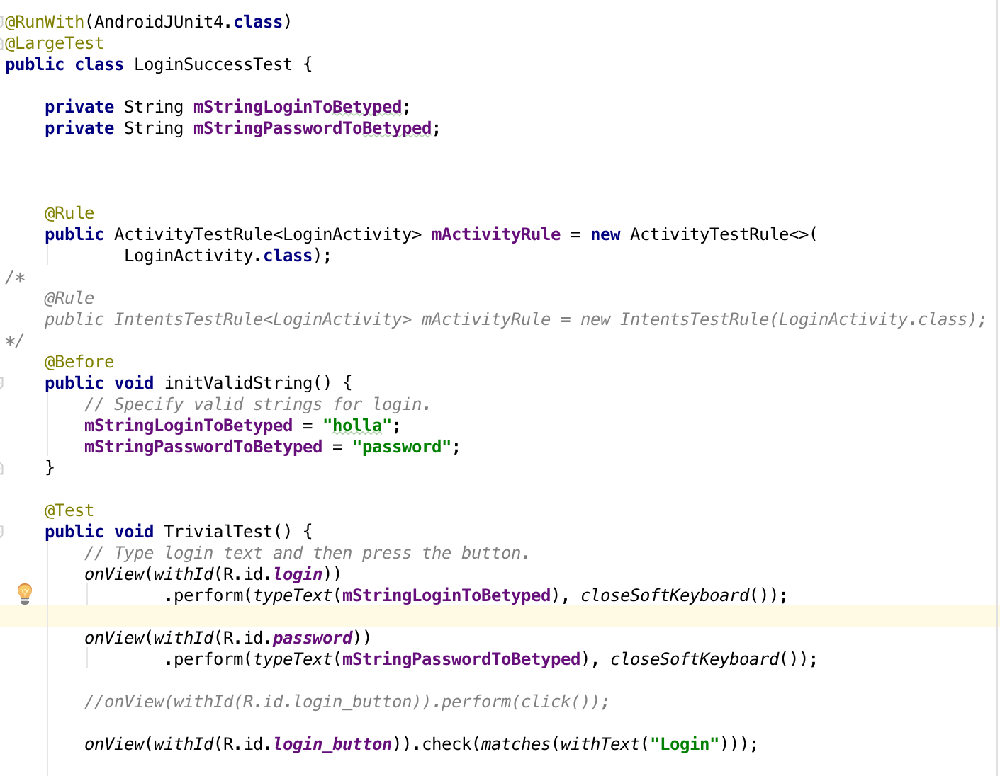 @RunWith(AndroidJUnit4.class)
@LargeTest
public class LoginSuccessTest {
private String mStringLoginToBetyped;
private String mStringPasswordToBetyped;
@Rule
public ActivityTestRule<LoginActivity> mActivityRule = new ActivityTestRule<>(
LoginActivity.class);
/*
@Rule
public IntentsTestRule<LoginActivity> mActivityRule = new IntentsTestRule(LoginActivity.class);
*/
@Before
public void initValidString() {
// Specify valid strings for login.
mStringLoginToBetyped = "holla";
mStringPasswordToBetyped = "password";
}
@Test
public void TrivialTest() {
// Type login text and then press the button.
onView(withId(R.id.login))
.perform(typeText(mStringLoginToBetyped), closeSoftKeyboard());
onView(withId(R.id.password))
.perform(typeText(mStringPasswordToBetyped), closeSoftKeyboard());
//onView(withId(R.id.login_button)).perform(click());
onView(withId(R.id.login_button)).check(matches(withText("Login")));